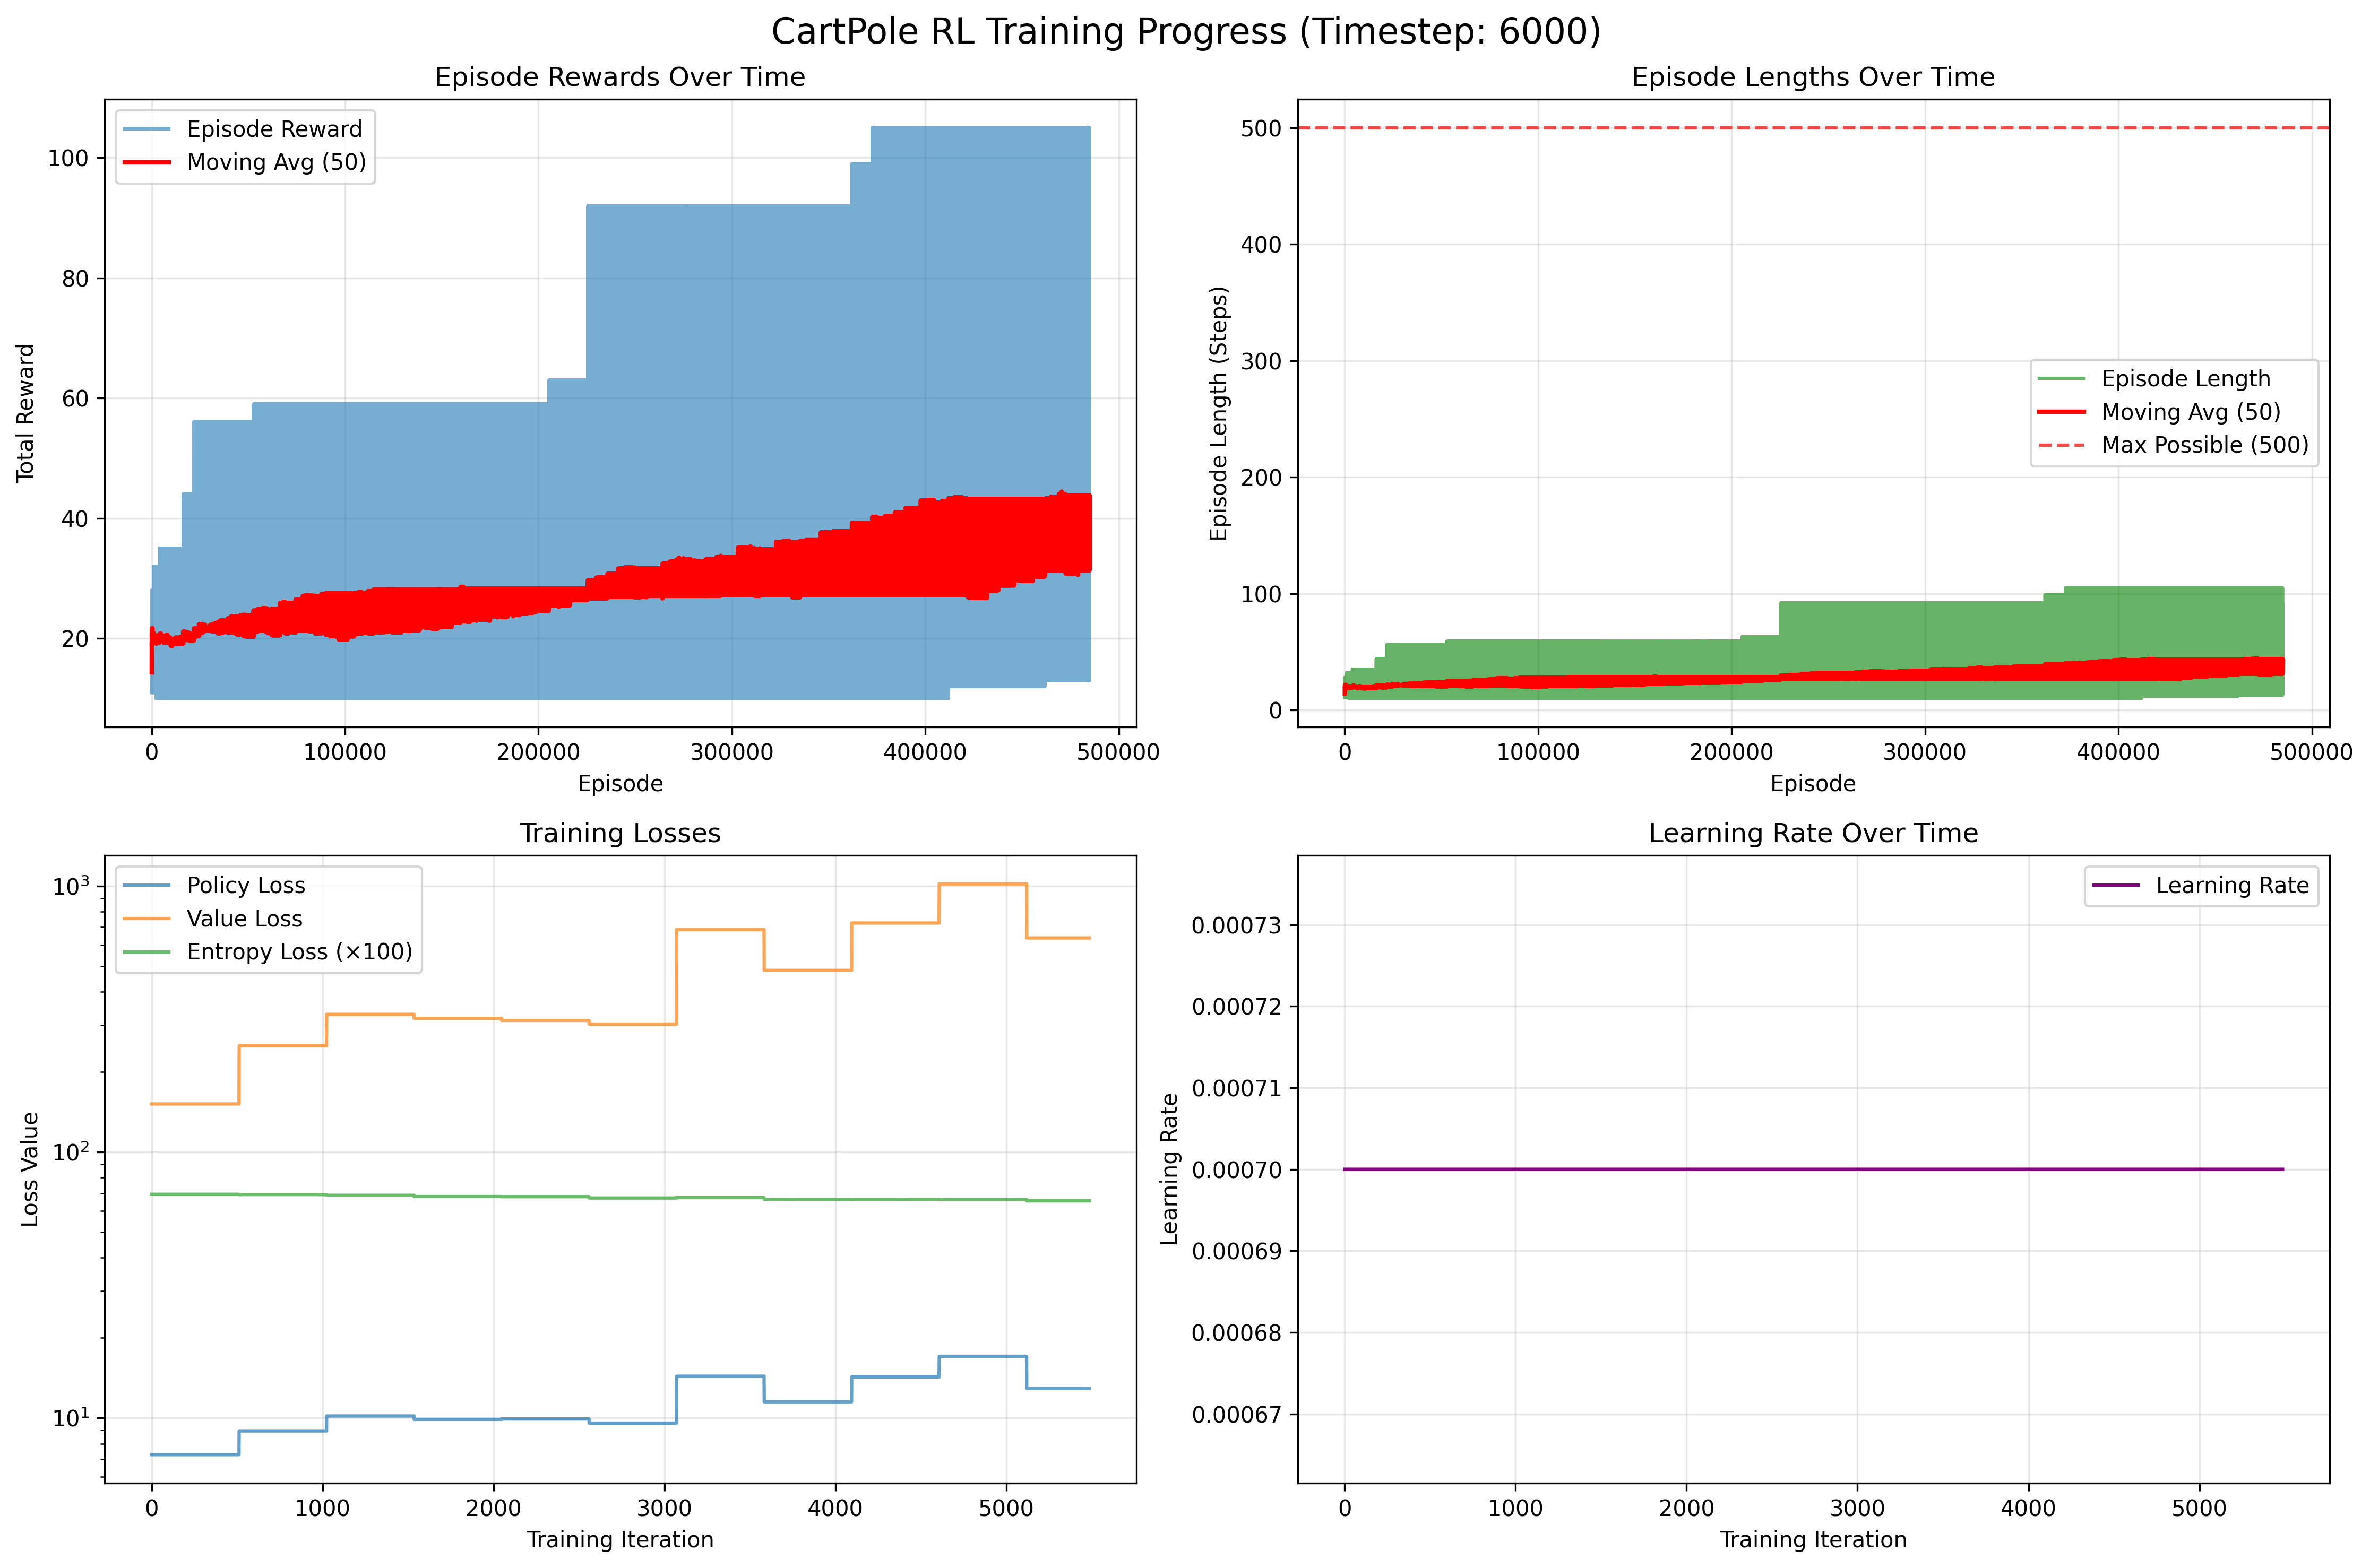 CartPole RL Training Progress (Timestep: 6000)
Episode Rewards Over Time
Episode Reward
Moving Avg (50)
Total Reward
100
80
60
40
20
0 100000 200000 300000 400000 500000
Episode
Episode Lengths Over Time
Episode Length (Steps)
500
400
300
200
100
0
Episode Length
Moving Avg (50)
Max Possible (500)
0 100000 200000 300000 400000 500000
Episode
Training Losses
Policy Loss
Value Loss
Entropy Loss (×100)
Loss Value
10³
10²
10¹
0 1000 2000 3000 4000 5000
Training Iteration
Learning Rate Over Time
Learning Rate
Learning Rate
0.00073
0.00072
0.00071
0.00070
0.00069
0.00068
0.00067
0 1000 2000 3000 4000 5000
Training Iteration